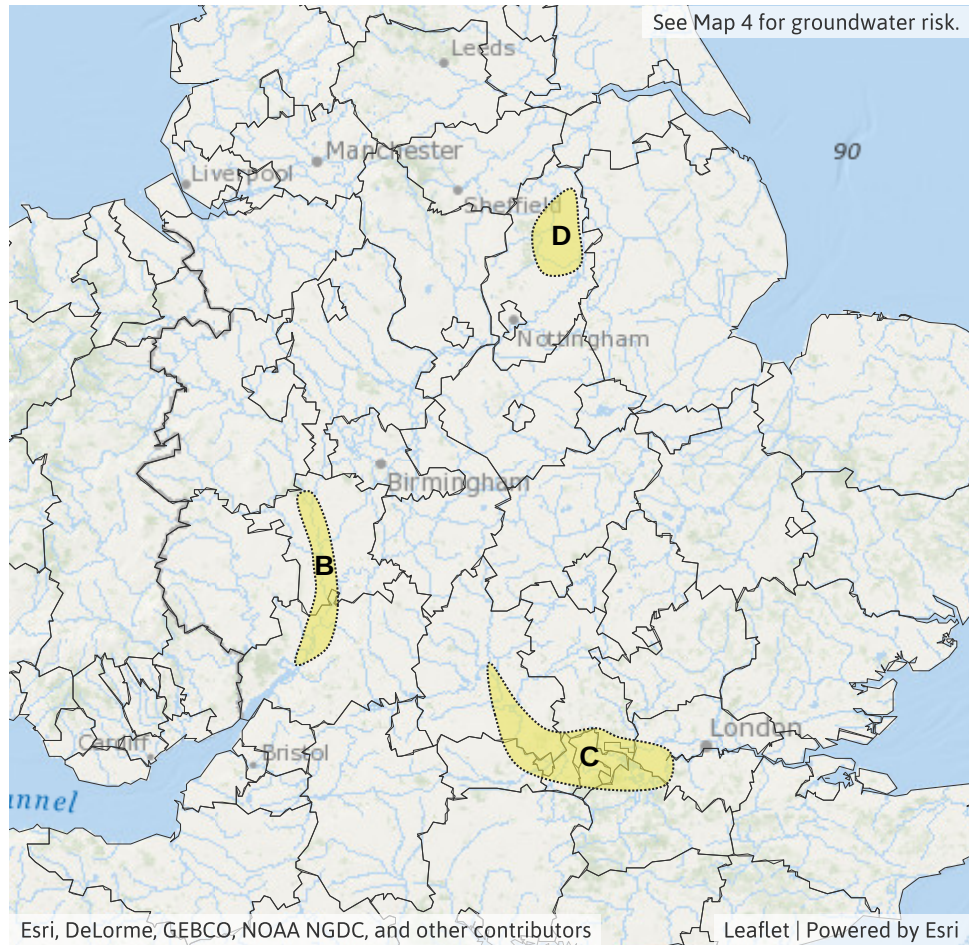 See Map 4 for groundwater risk.
Leeds
Manchester
90
Liverpool
Sheffield
D
Nottingham
Birmingham
B
London
Cardiff
Bristol
C
annel
Esri, DeLorme, GEBCO, NOAA NGDC, and other contributors
Leaflet | Powered by Esri